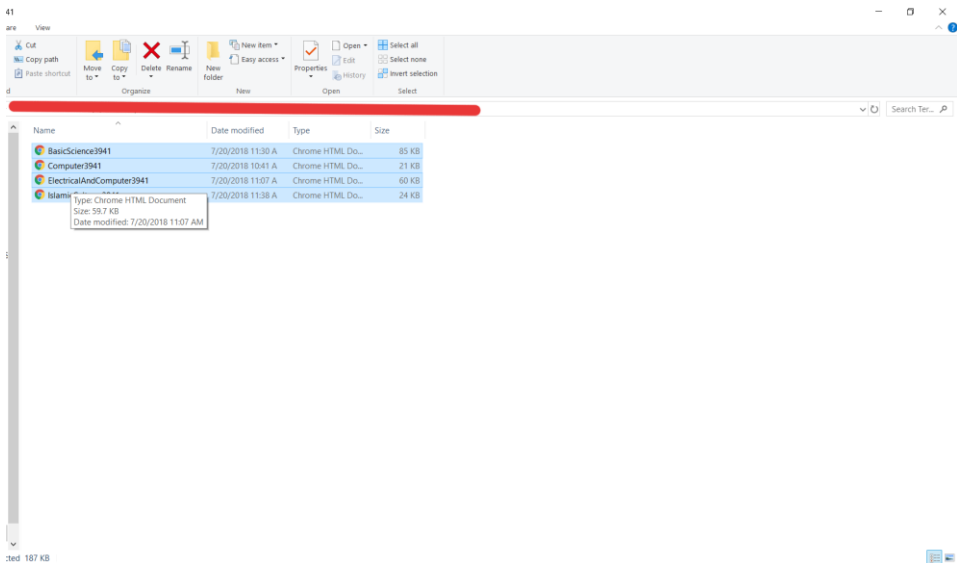 41
are View
Cut
Copy path
Paste shortcut
Move to
Copy to
Delete Rename
New folder
New item
Easy access
Properties
Open
Edit
History
Select all
Select none
Invert selection
d Organize New Open Select
Search Ter...
Name Date modified Type Size
BasicScience3941 7/20/2018 11:30 A Chrome HTML Do... 85 KB
Computer3941 7/20/2018 10:41 A Chrome HTML Do... 21 KB
ElectricalAndComputer3941 7/20/2018 11:07 A Chrome HTML Do... 60 KB
Islami 7/20/2018 11:38 A Chrome HTML Do... 24 KB
Type: Chrome HTML Document
Size: 59.7 KB
Date modified: 7/20/2018 11:07 AM
cted 187 KB